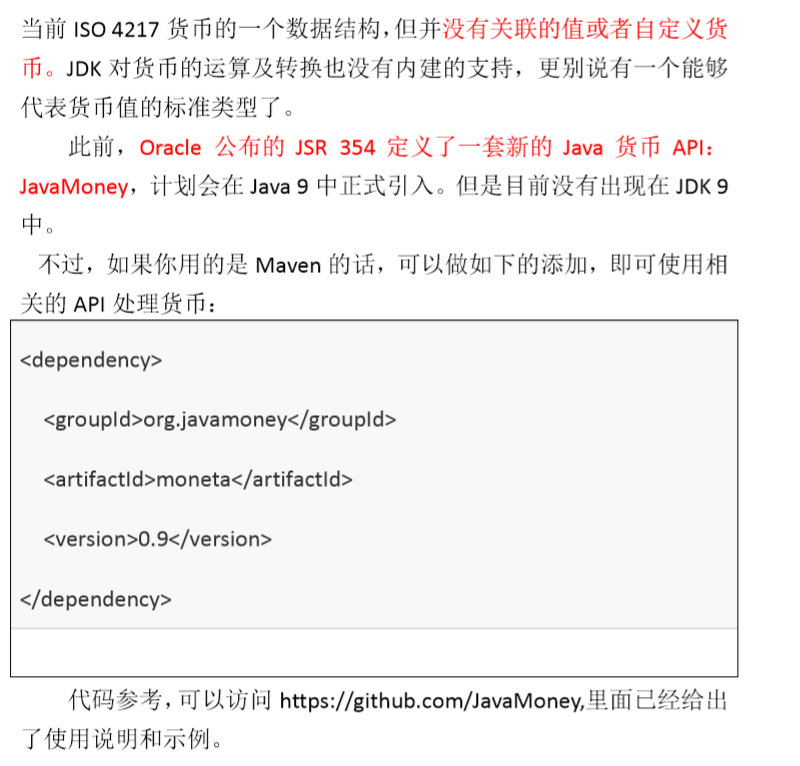 当前 ISO 4217 货币的一个数据结构，但并没有关联的值或者自定义货
币。JDK 对货币的运算及转换也没有内建的支持，更别说有一个能够
代表货币值的标准类型了。
此前，Oracle 公布的 JSR 354 定义了一套新的 Java 货币 API：
JavaMoney，计划会在 Java 9 中正式引入。但是目前没有出现在 JDK 9
中。
不过，如果你用的是 Maven 的话，可以做如下的添加，即可使用相
关的 API 处理货币：
<dependency>
<groupId>org.javamoney</groupId>
<artifactId>moneta</artifactId>
<version>0.9</version>
</dependency>
代码参考，可以访问 https://github.com/JavaMoney,里面已经给出
了使用说明和示例。